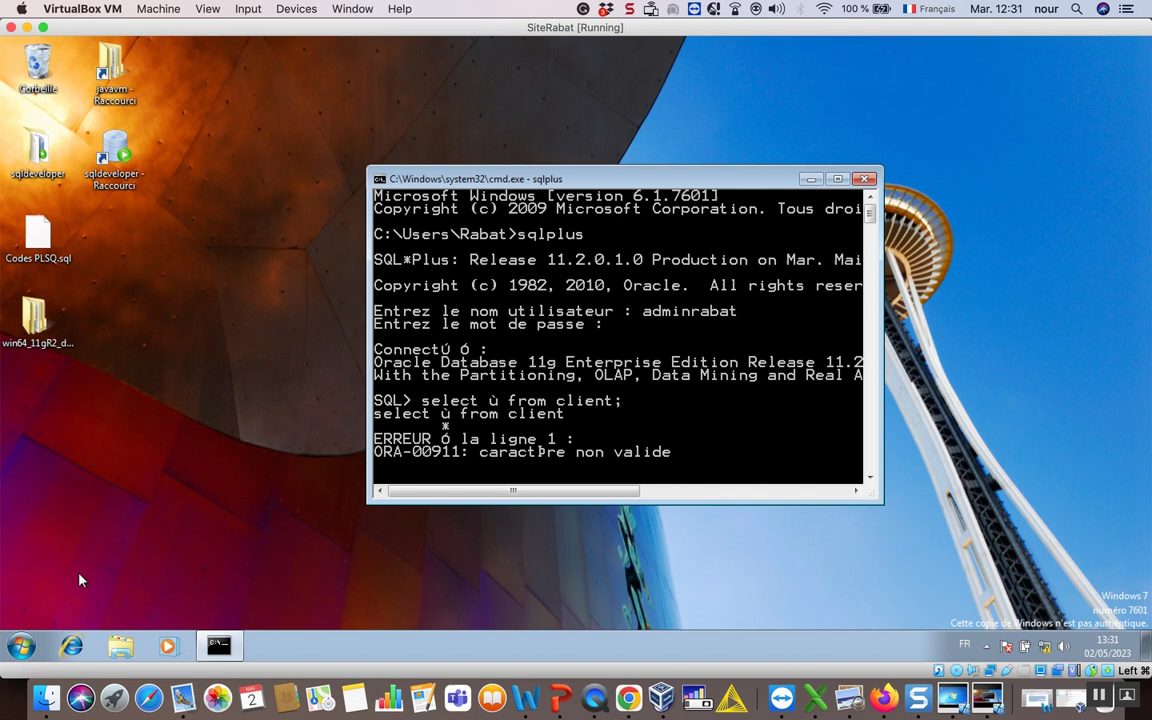 VirtualBox VM Machine View Input Devices Window Help 100 % Français Mar. 12:31 nour
SiteRabat [Running]
Corbeille
javavm - Raccourci
sqldeveloper
sqldeveloper - Raccourci
Codes PLSQ.sql
win64_11gR2_d...
C:\Windows\system32\cmd.exe - sqlplus
Microsoft Windows [version 6.1.7601]
Copyright (c) 2009 Microsoft Corporation. Tous droi
C:\Users\Rabat>sqlplus
SQL*Plus: Release 11.2.0.1.0 Production on Mar. Mai
Copyright (c) 1982, 2010, Oracle. All rights reser
Entrez le nom utilisateur : adminrabat
Entrez le mot de passe :
ConnectÚ Ó :
Oracle Database 11g Enterprise Edition Release 11.2
With the Partitioning, OLAP, Data Mining and Real A
SQL> select ù from client;
select ù from client
*
ERREUR Ó la ligne 1 :
ORA-00911: caractÞre non valide
Windows 7
numéro 7601
Cette copie de Windows n'est pas authentique.
FR
13:31
02/05/2023
Left ⌘